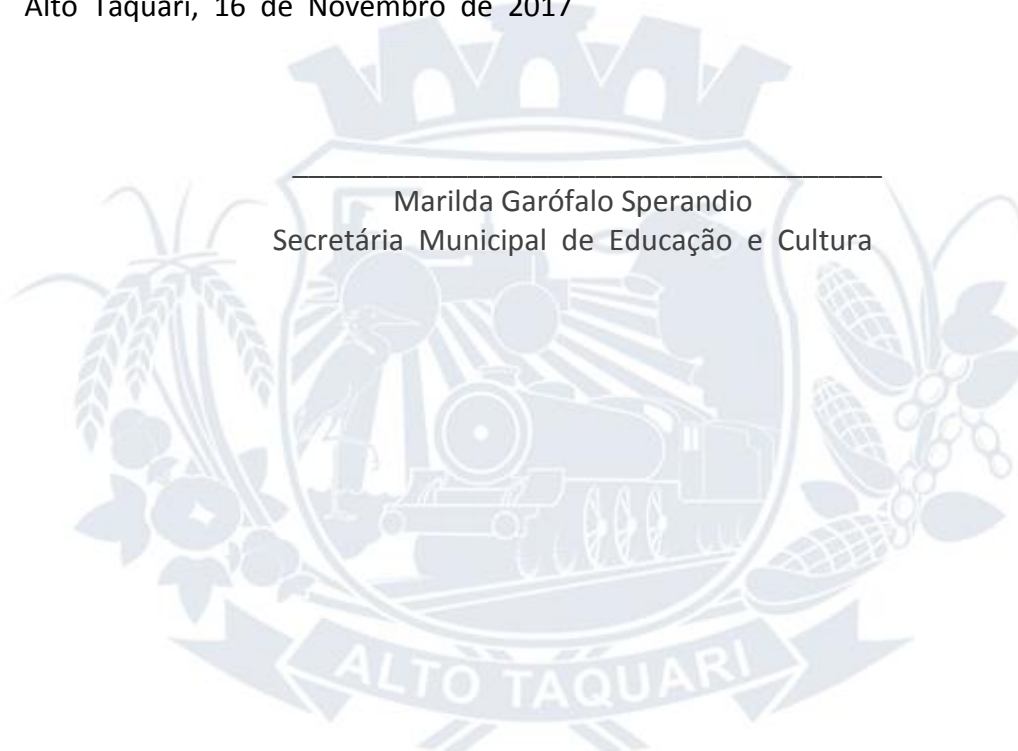 Alto Taquari, 16 de Novembro de 2017
Marilda Garófalo Sperandio
Secretária Municipal de Educação e Cultura
ALTO TAQUARI